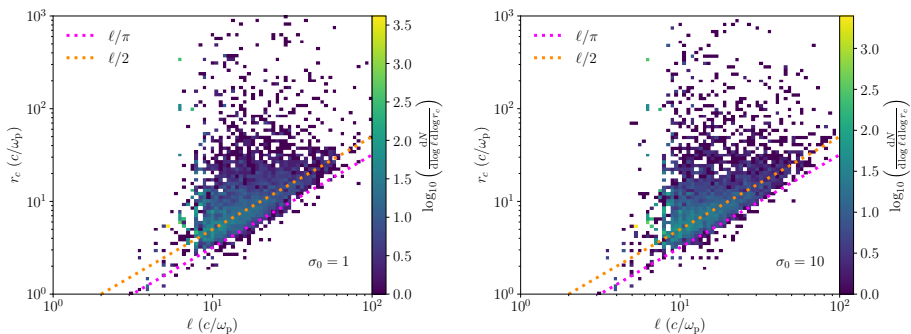 10³
10²
10¹
10⁰
r_c (c/ω_p)
10⁰
10¹
10²
ℓ (c/ω_p)
ℓ/π
ℓ/2
σ₀ = 1
3.5
3.0
2.5
2.0
1.5
1.0
0.5
0.0
log₁₀ (dN / dlog ℓ dlog r_c)
10³
10²
10¹
10⁰
r_c (c/ω_p)
10⁰
10¹
10²
ℓ (c/ω_p)
ℓ/π
ℓ/2
σ₀ = 10
3.0
2.5
2.0
1.5
1.0
0.5
0.0
log₁₀ (dN / dlog ℓ dlog r_c)